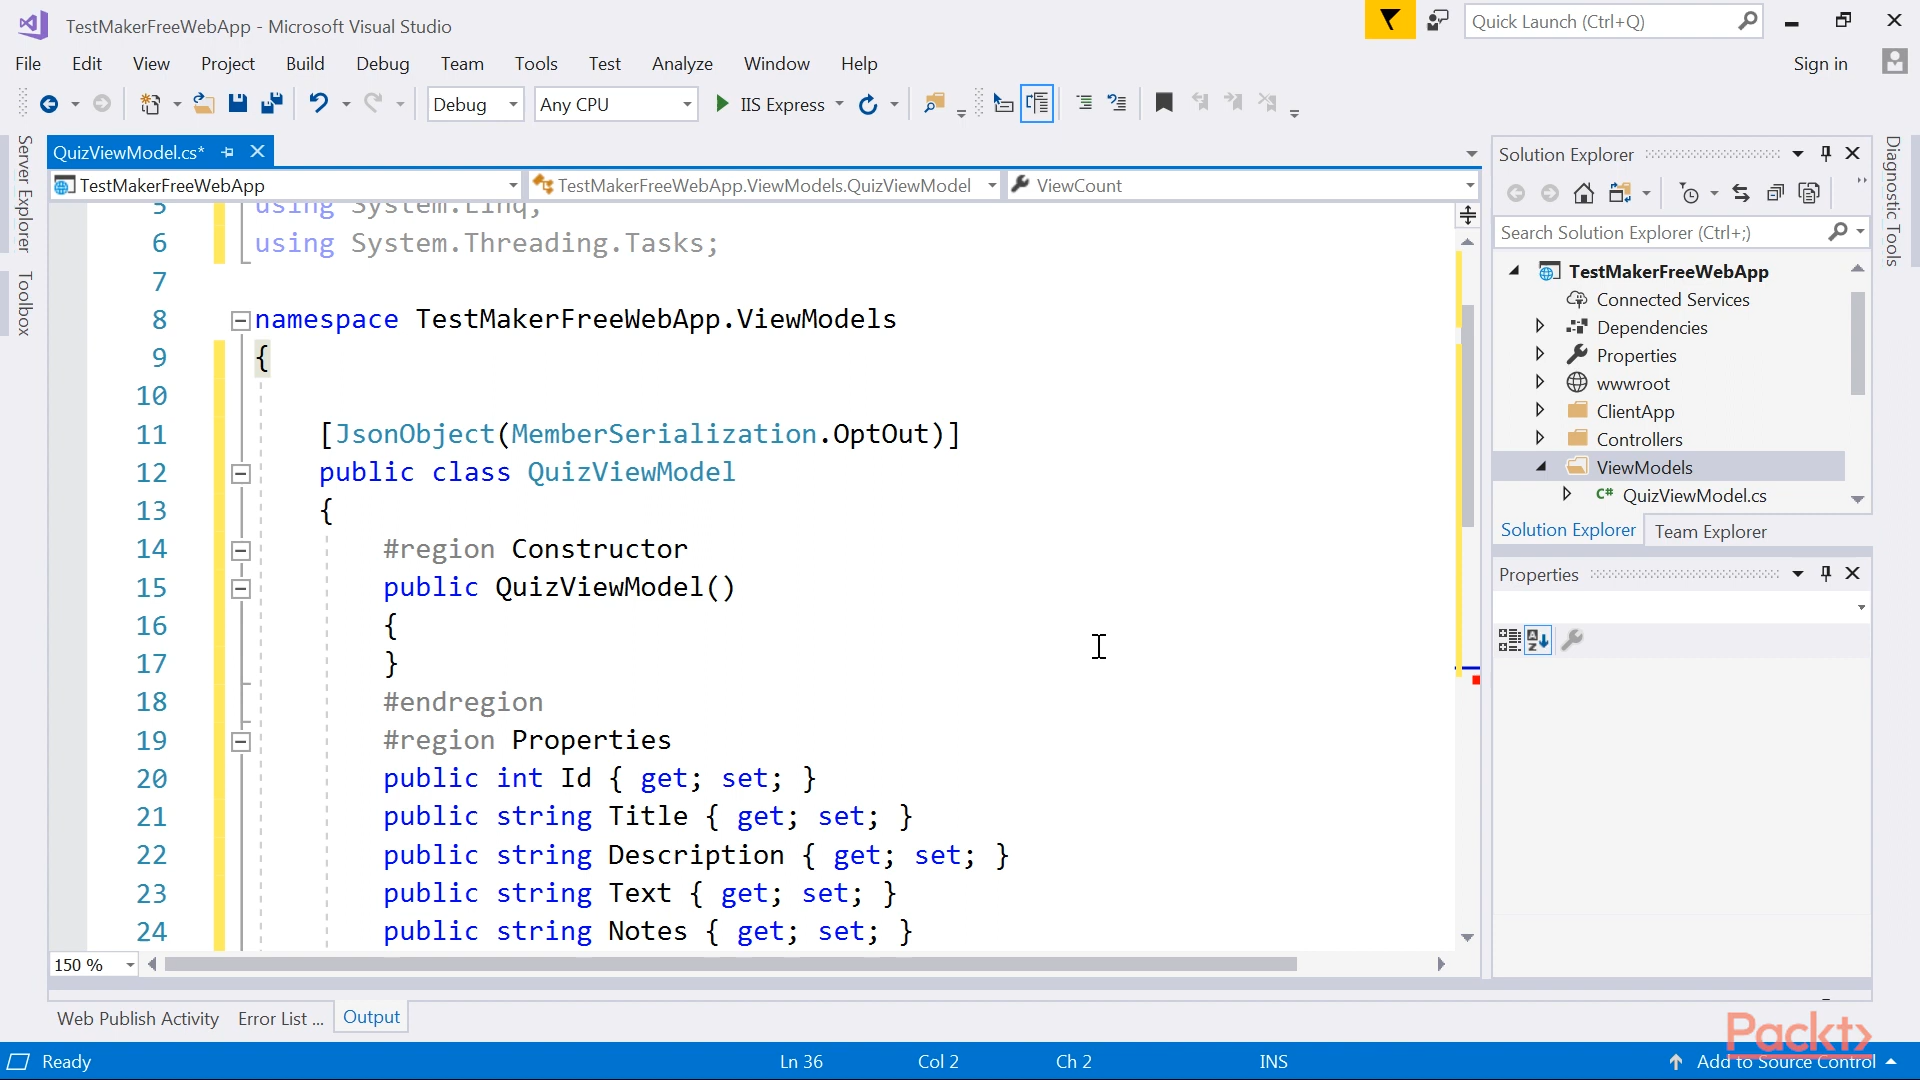 TestMakerFreeWebApp - Microsoft Visual Studio
Quick Launch (Ctrl+Q)
File Edit View Project Build Debug Team Tools Test Analyze Window Help
Sign in
Debug Any CPU IIS Express
Server Explorer
Toolbox
QuizViewModel.cs*
TestMakerFreeWebApp TestMakerFreeWebApp.ViewModels.QuizViewModel ViewCount
5 using System.Linq;
6 using System.Threading.Tasks;
7
8 namespace TestMakerFreeWebApp.ViewModels
9 {
10
11 [JsonObject(MemberSerialization.OptOut)]
12 public class QuizViewModel
13 {
14 #region Constructor
15 public QuizViewModel()
16 {
17 }
18 #endregion
19 #region Properties
20 public int Id { get; set; }
21 public string Title { get; set; }
22 public string Description { get; set; }
23 public string Text { get; set; }
24 public string Notes { get; set; }
150 %
Solution Explorer
Search Solution Explorer (Ctrl+;)
TestMakerFreeWebApp
Connected Services
Dependencies
Properties
wwwroot
ClientApp
Controllers
ViewModels
C# QuizViewModel.cs
Solution Explorer Team Explorer
Properties
Diagnostic Tools
Web Publish Activity Error List ... Output
Packt>
Ready Ln 36 Col 2 Ch 2 INS Add to Source Control